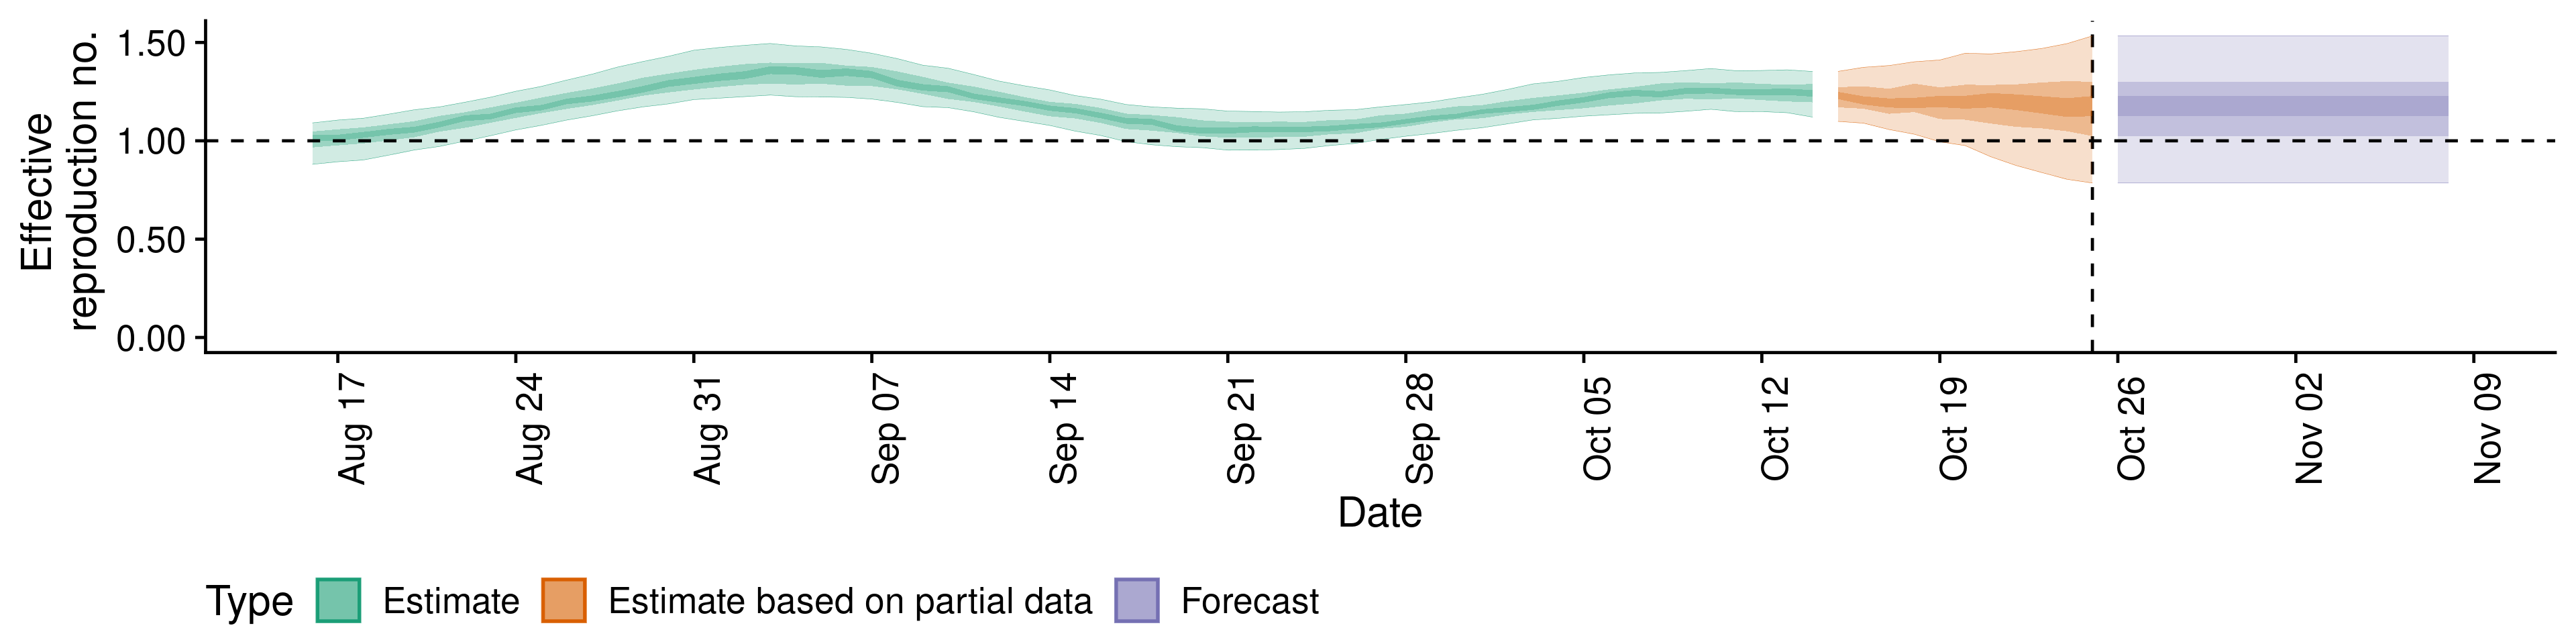 Effective
reproduction no.
1.50
1.00
0.50
0.00
Aug 17
Aug 24
Aug 31
Sep 07
Sep 14
Sep 21
Sep 28
Oct 05
Oct 12
Oct 19
Oct 26
Nov 02
Nov 09
Date
Type Estimate Estimate based on partial data Forecast